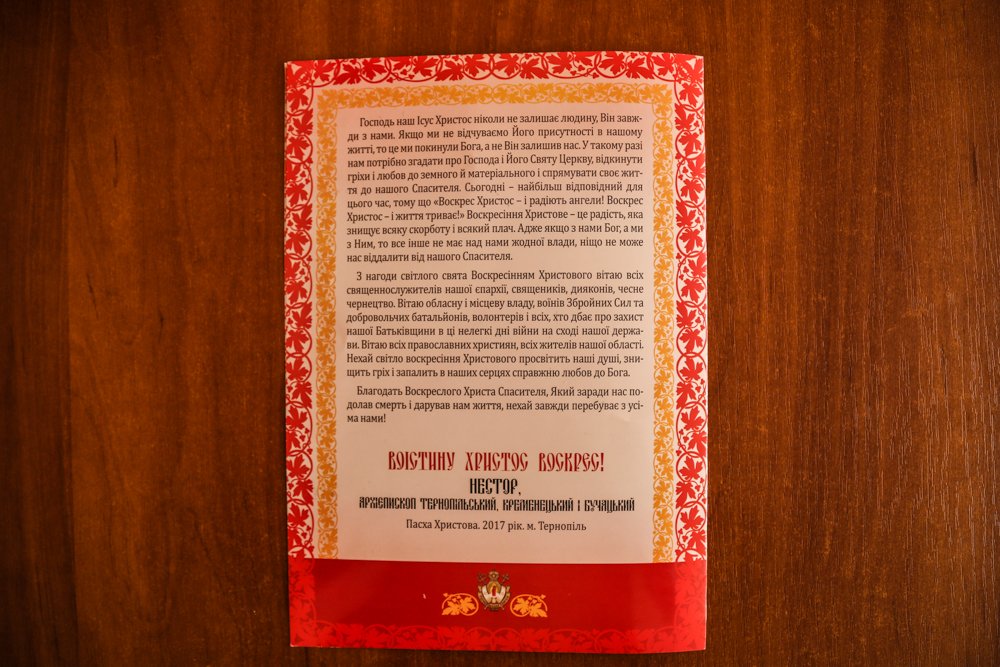 Господь наш Ісус Христос ніколи не залишає людину, Він завж-
ди з нами. Якщо ми не відчуваємо Його присутності в нашому
житті, то це ми покинули Бога, а не Він залишив нас. У такому разі
нам потрібно згадати про Господа і Його Святу Церкву, відкинути
гріхи і любов до земного й матеріального і спрямувати своє жит-
тя до нашого Спасителя. Сьогодні – найбільш відповідний для
цього час, тому що «Воскрес Христос – і радіють ангели! Воскрес
Христос – і життя триває!» Воскресіння Христове – це радість, яка
знищує всяку скорботу і всякий плач. Адже якщо з нами Бог, а ми
з Ним, то все інше не має над нами жодної влади, ніщо не може
нас віддалити від нашого Спасителя.
З нагоди світлого свята Воскресінням Христового вітаю всіх
священнослужителів нашої єпархії, священиків, дияконів, чесне
чернецтво. Вітаю обласну і місцеву владу, воїнів Збройних Сил та
добровольчих батальйонів, волонтерів і всіх, хто дбає про захист
нашої Батьківщини в ці нелегкі дні війни на сході нашої держа-
ви. Вітаю всіх православних християн, всіх жителів нашої області.
Нехай світло воскресіння Христового просвітить наші душі, зни-
щить гріх і запалить в наших серцях справжню любов до Бога.
Благодать Воскреслого Христа Спасителя, Який заради нас по-
долав смерть і дарував нам життя, нехай завжди перебуває з усі-
ма нами!
ВОІСТИНУ ХРИСТОС ВОСКРЕС!
НЕСТОР,
АРХІЄПИСКОП ТЕРНОПІЛЬСЬКИЙ, КРЕМЕНЕЦЬКИЙ І БУЧАЦЬКИЙ
Пасха Христова. 2017 рік. м. Тернопіль